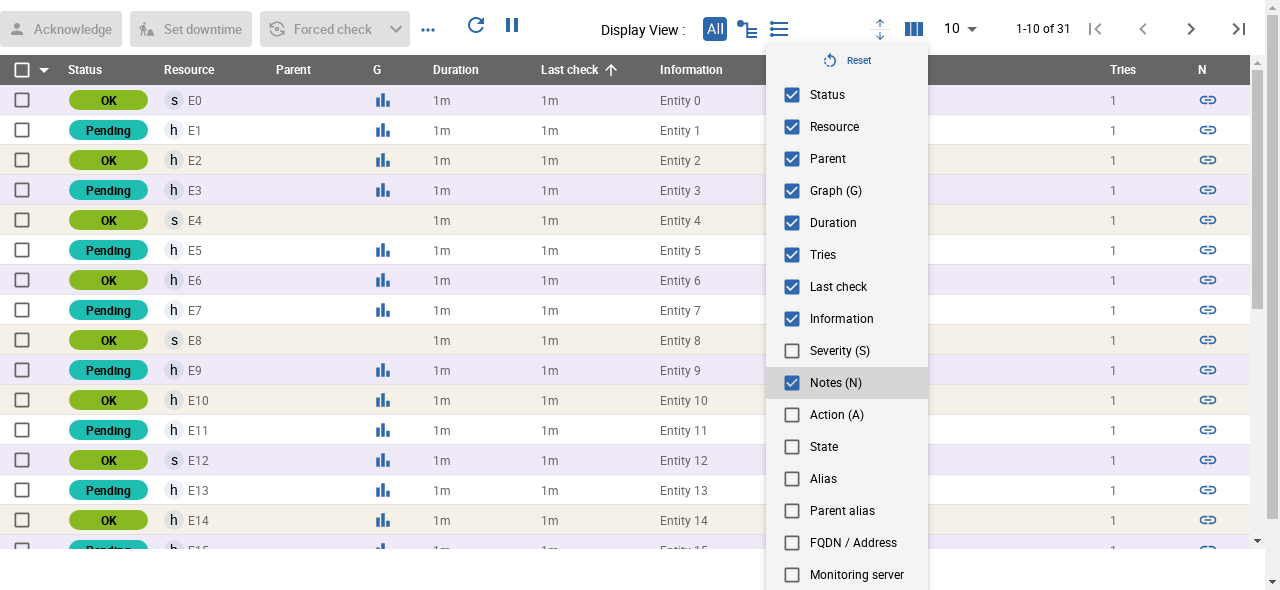 Acknowledge Set downtime Forced check Display View : All 10 1-10 of 31
Status Resource Parent G Duration Last check Information Tries N
OK s E0 1m 1m Entity 0 1
Pending h E1 1m 1m Entity 1 1
OK h E2 1m 1m Entity 2 1
Pending h E3 1m 1m Entity 3 1
OK s E4 1m 1m Entity 4 1
Pending h E5 1m 1m Entity 5 1
OK h E6 1m 1m Entity 6 1
Pending h E7 1m 1m Entity 7 1
OK s E8 1m 1m Entity 8 1
Pending h E9 1m 1m Entity 9 1
OK h E10 1m 1m Entity 10 1
Pending h E11 1m 1m Entity 11 1
OK s E12 1m 1m Entity 12 1
Pending h E13 1m 1m Entity 13 1
OK h E14 1m 1m Entity 14 1
Pending h E15 1m 1m Entity 15 1
Reset
Status
Resource
Parent
Graph (G)
Duration
Tries
Last check
Information
Severity (S)
Notes (N)
Action (A)
State
Alias
Parent alias
FQDN / Address
Monitoring server